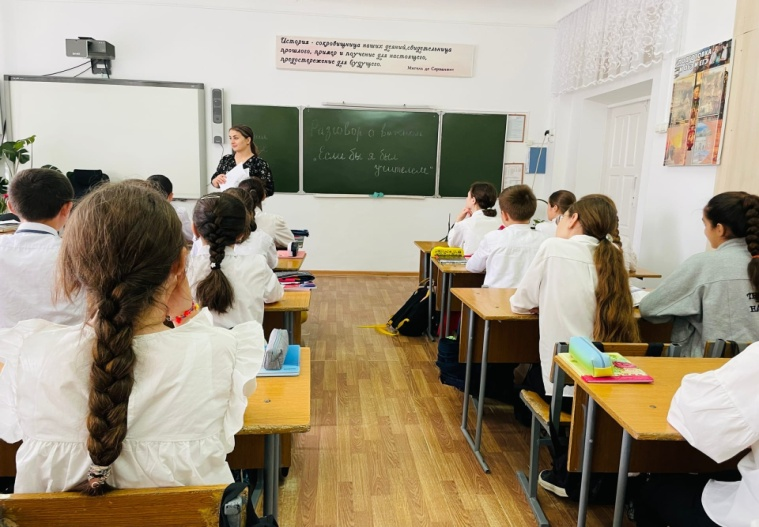 История - сокровищница наших деяний, свидетельница
прошлого, пример и поучение для настоящего,
предостережение для будущего.
Мигель де Сервантес
Разговор о важном
„Если бы я был
учителем"